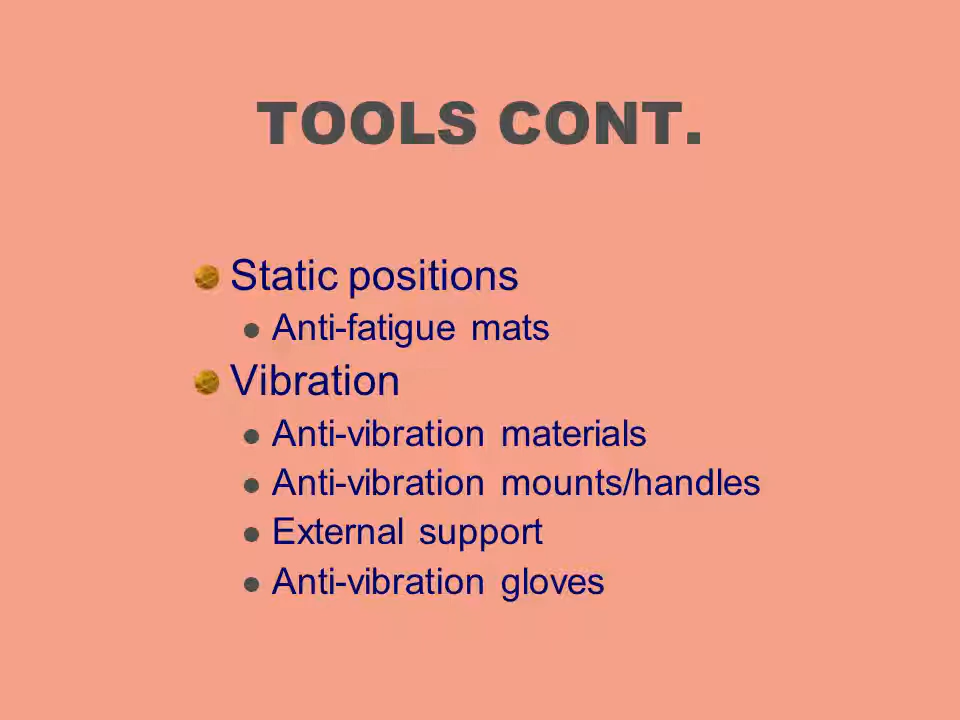 TOOLS CONT.
Static positions
Anti-fatigue mats
Vibration
Anti-vibration materials
Anti-vibration mounts/handles
External support
Anti-vibration gloves